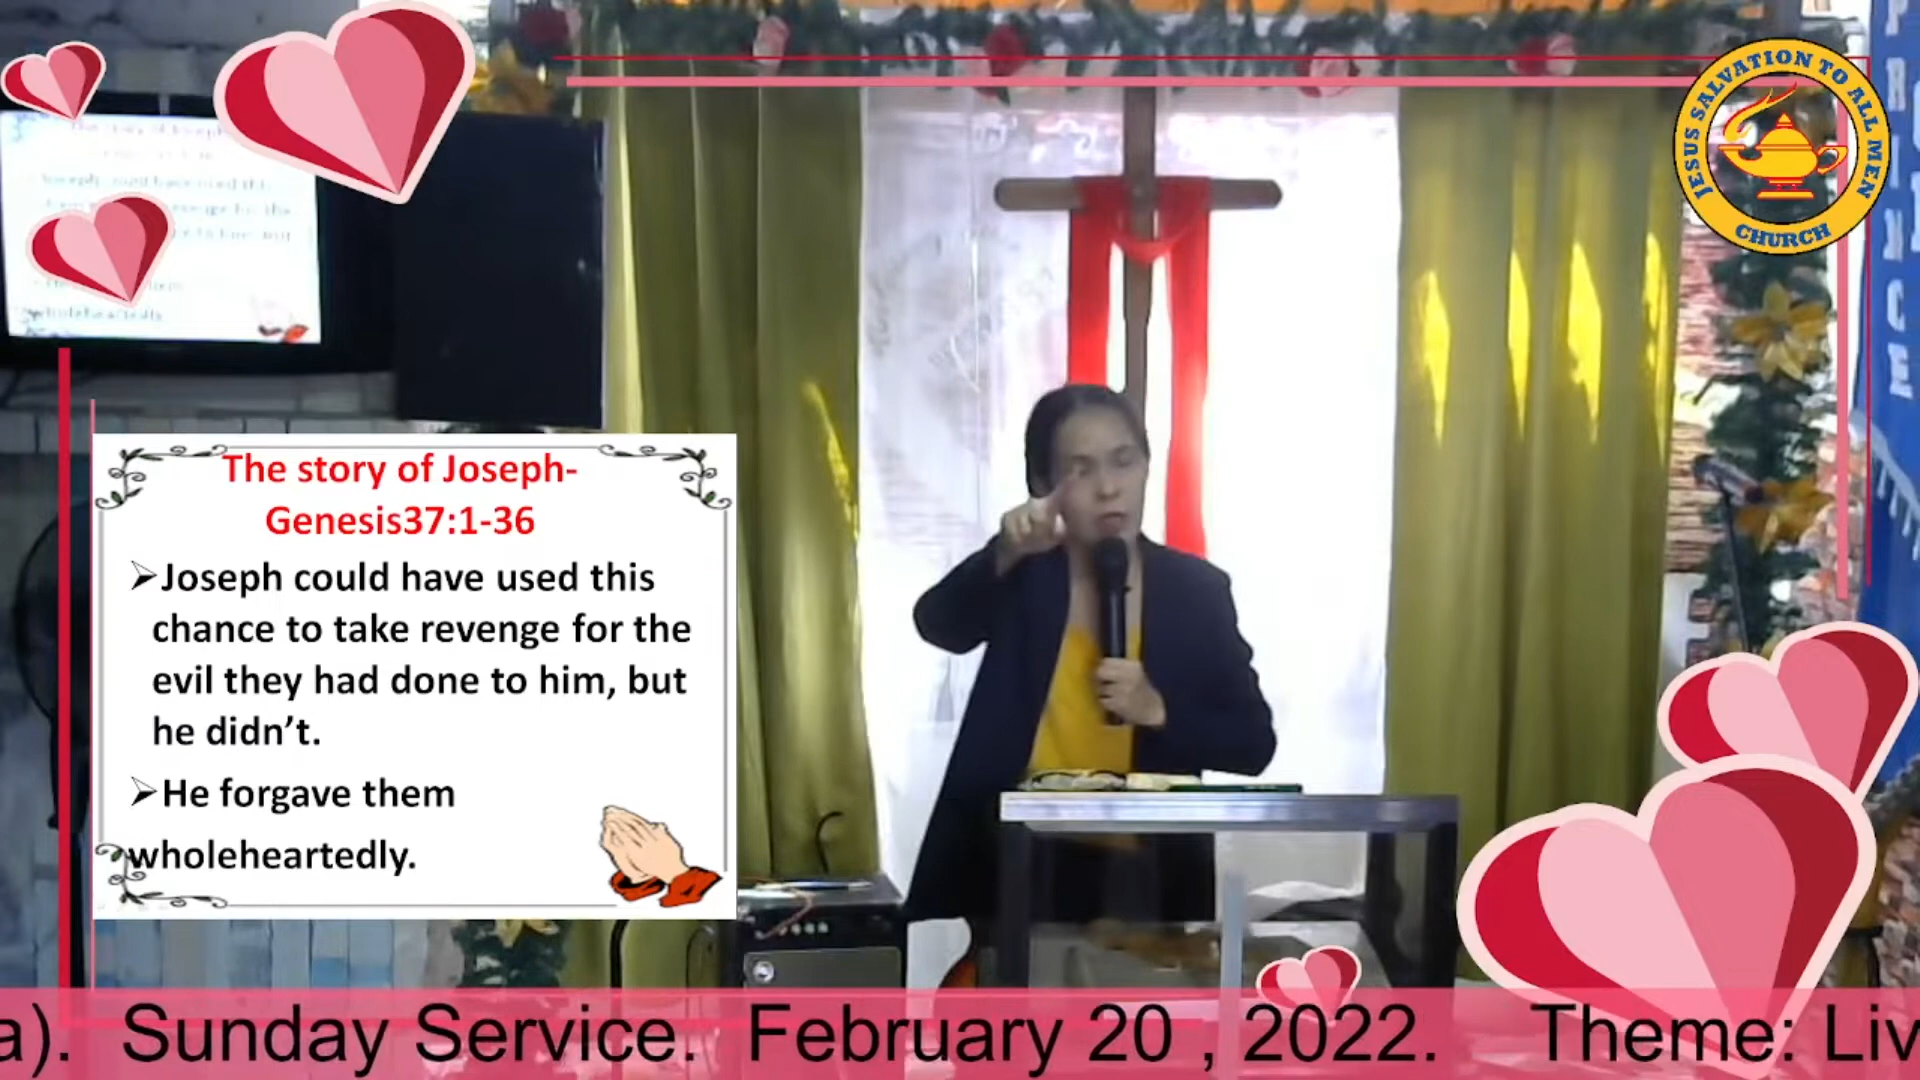 JESUS SALVATION TO ALL MEN
CHURCH
The story of Joseph-
Genesis37:1-36
➢Joseph could have used this
chance to take revenge for the
evil they had done to him, but
he didn't.
➢He forgave them
wholeheartedly.
a). Sunday Service. February 20 , 2022. Theme: Liv